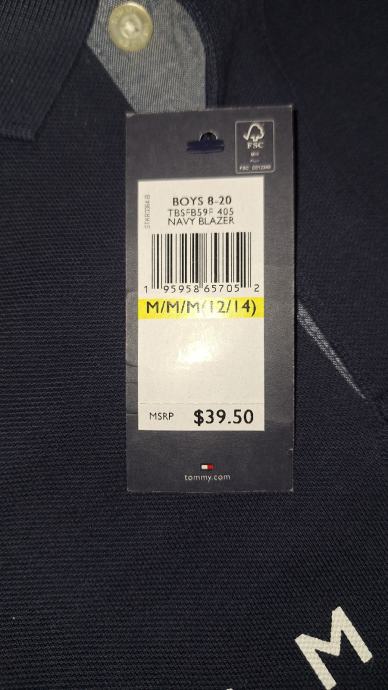 FSC
BOYS 8-20
TBSFB59F 405
NAVY BLAZER
1 95958 65705 2
M/M/M(12/14)
MSRP $39.50
tommy.com
M